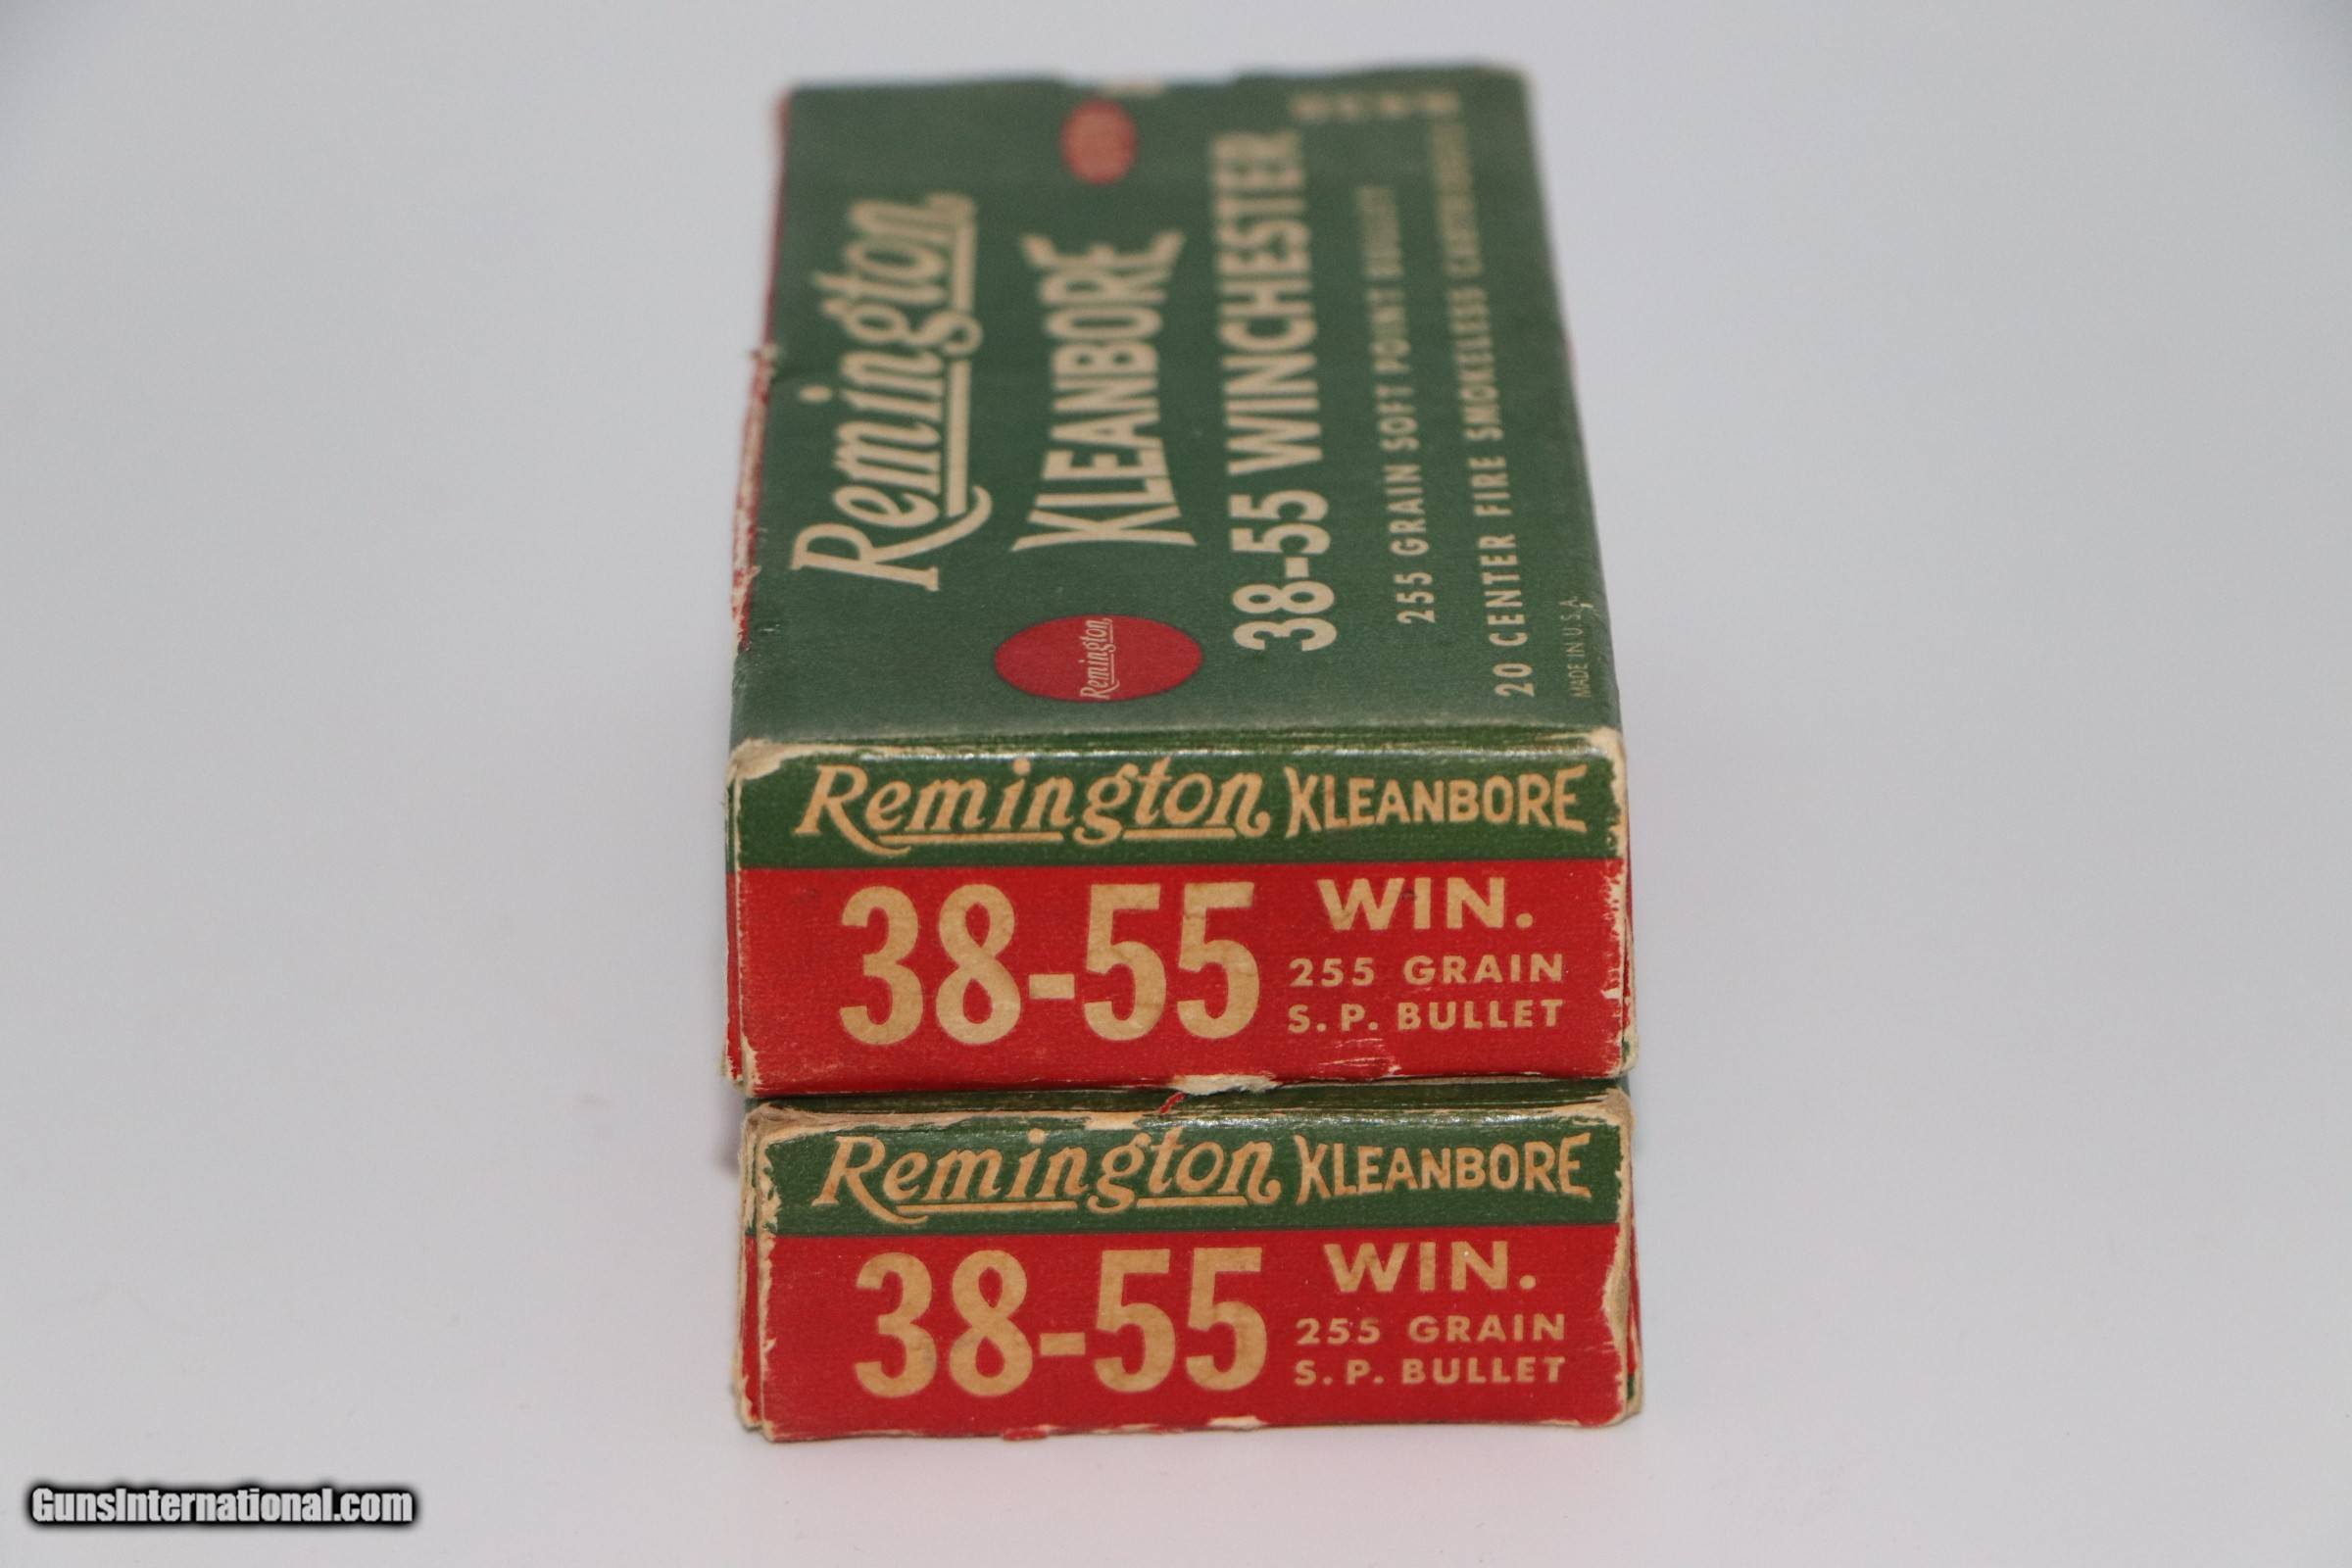 Remington
KLEANBORE
38-55 WINCHESTER
255 GRAIN SOFT POINT BULLET
20 CENTER FIRE SMOKELESS CARTRIDGES
MADE IN U.S.A.
Remington
Remington KLEANBORE
38-55 WIN.
255 GRAIN
S.P. BULLET
Remington KLEANBORE
38-55 WIN.
255 GRAIN
S.P. BULLET
GunsInternational.com